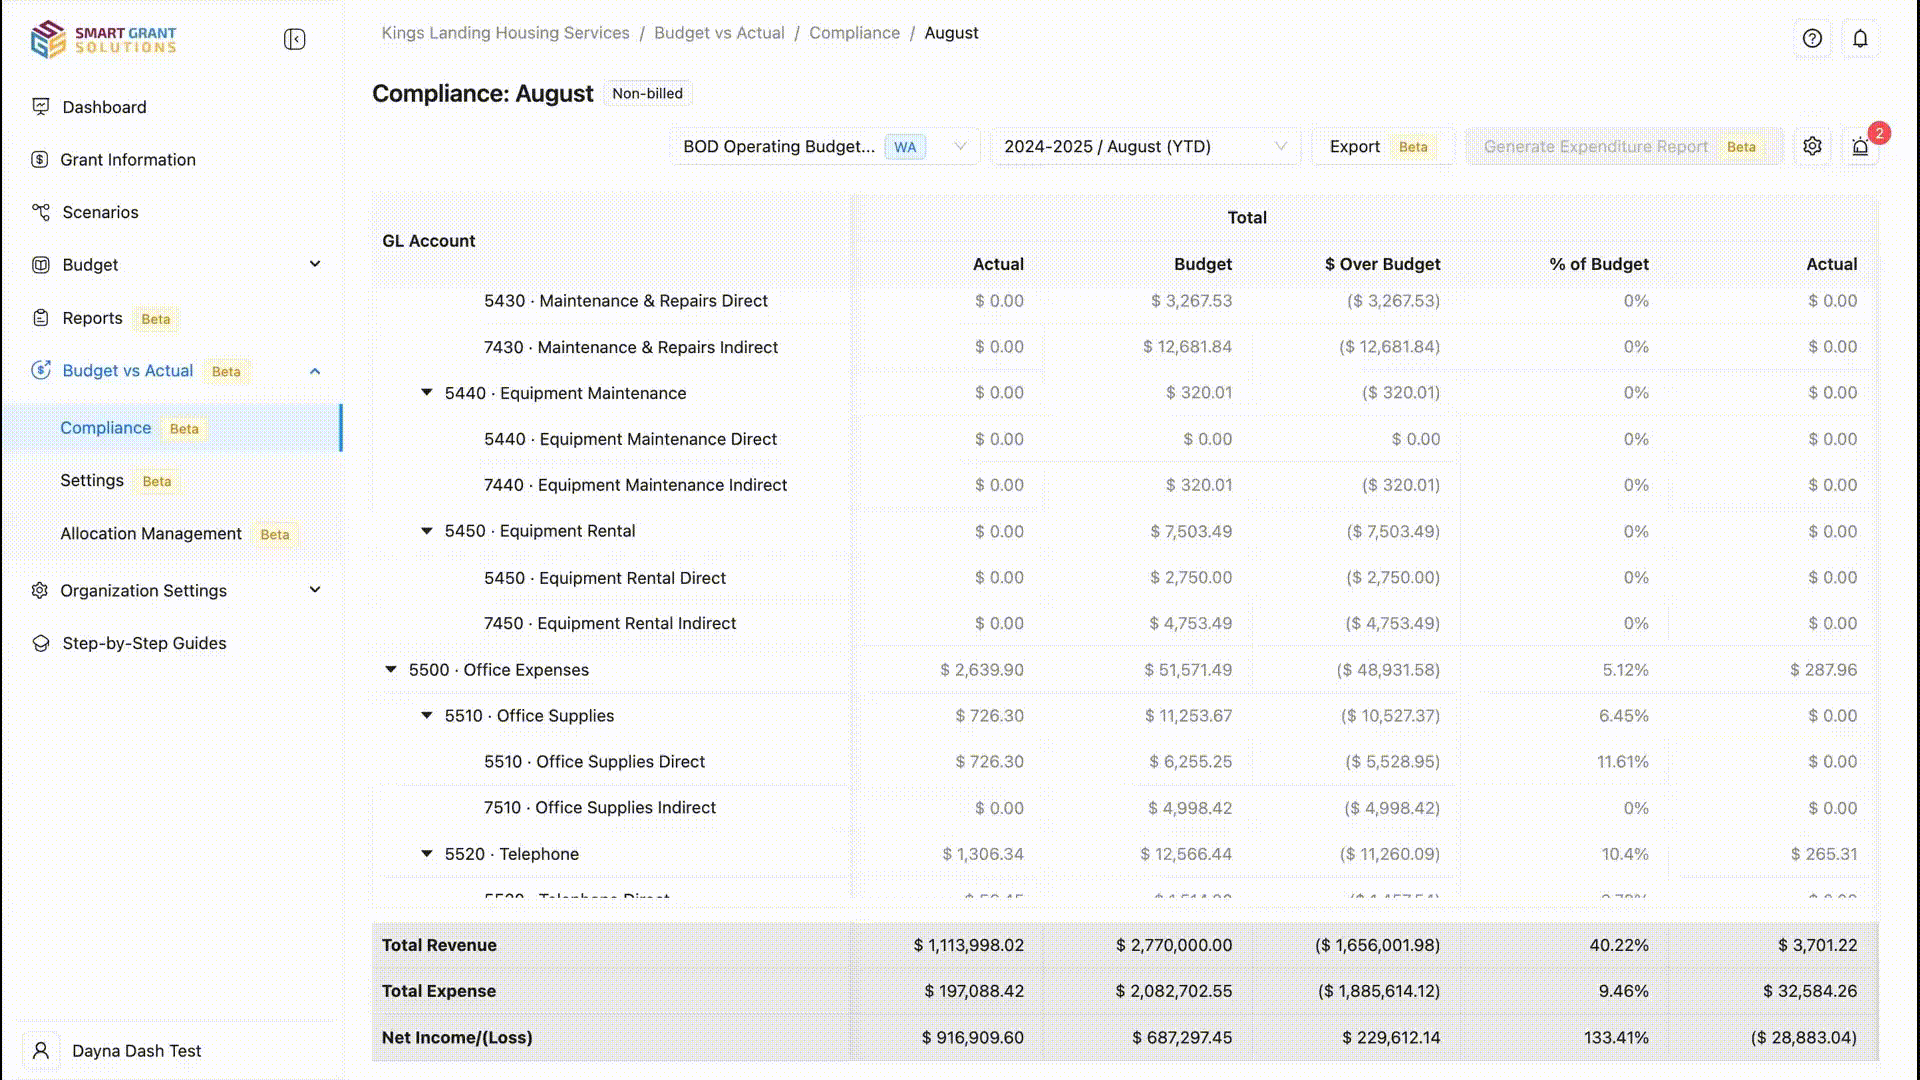 SMART GRANT
SOLUTIONS
Dashboard
Grant Information
Scenarios
Budget
Reports Beta
Budget vs Actual Beta
Compliance Beta
Settings Beta
Allocation Management Beta
Organization Settings
Step-by-Step Guides
Dayna Dash Test
Kings Landing Housing Services / Budget vs Actual / Compliance / August
Compliance: August Non-billed
BOD Operating Budget... WA 2024-2025 / August (YTD) Export Beta Generate Expenditure Report Beta 2
GL Account Total
Actual Budget $ Over Budget % of Budget Actual
5430 · Maintenance & Repairs Direct $ 0.00 $ 3,267.53 ($ 3,267.53) 0% $ 0.00
7430 · Maintenance & Repairs Indirect $ 0.00 $ 12,681.84 ($ 12,681.84) 0% $ 0.00
5440 · Equipment Maintenance $ 0.00 $ 320.01 ($ 320.01) 0% $ 0.00
5440 · Equipment Maintenance Direct $ 0.00 $ 0.00 $ 0.00 0% $ 0.00
7440 · Equipment Maintenance Indirect $ 0.00 $ 320.01 ($ 320.01) 0% $ 0.00
5450 · Equipment Rental $ 0.00 $ 7,503.49 ($ 7,503.49) 0% $ 0.00
5450 · Equipment Rental Direct $ 0.00 $ 2,750.00 ($ 2,750.00) 0% $ 0.00
7450 · Equipment Rental Indirect $ 0.00 $ 4,753.49 ($ 4,753.49) 0% $ 0.00
5500 · Office Expenses $ 2,639.90 $ 51,571.49 ($ 48,931.58) 5.12% $ 287.96
5510 · Office Supplies $ 726.30 $ 11,253.67 ($ 10,527.37) 6.45% $ 0.00
5510 · Office Supplies Direct $ 726.30 $ 6,255.25 ($ 5,528.95) 11.61% $ 0.00
7510 · Office Supplies Indirect $ 0.00 $ 4,998.42 ($ 4,998.42) 0% $ 0.00
5520 · Telephone $ 1,306.34 $ 12,566.44 ($ 11,260.09) 10.4% $ 265.31
5520 · Telephone Direct
Total Revenue $ 1,113,998.02 $ 2,770,000.00 ($ 1,656,001.98) 40.22% $ 3,701.22
Total Expense $ 197,088.42 $ 2,082,702.55 ($ 1,885,614.12) 9.46% $ 32,584.26
Net Income/(Loss) $ 916,909.60 $ 687,297.45 $ 229,612.14 133.41% ($ 28,883.04)